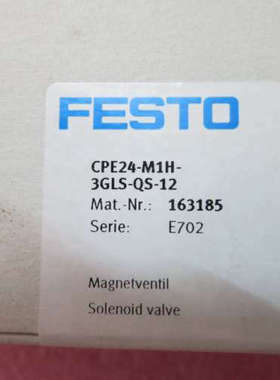 FESTO
CPE24-M1H-
3GLS-QS-12
Mat.-Nr.: 163185
Serie: E702
Magnetventil
Solenoid valve